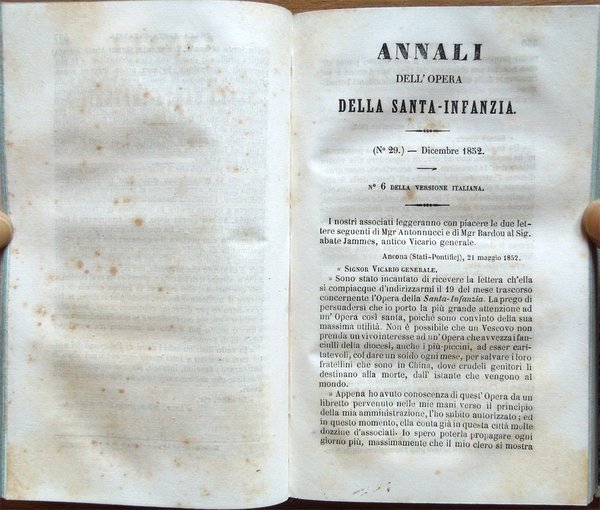 ANNALI
DELL'OPERA
DELLA SANTA-INFANZIA.
(Nº 29.) — Dicembre 1852.
Nº 6 DELLA VERSIONE ITALIANA.
I nostri associati leggeranno con piacere le due let-
tere seguenti di Mgr Antonnucci e di Mgr Bardou al Sig.
abate Jammes, antico Vicario generale.
Ancona (Stati-Pontificj), 21 maggio 1852.
« SIGNOR VICARIO GENERALE,
» Sono stato incantato di ricevere la lettera ch'ella
si compiacque d'indirizzarmi il 19 del mese trascorso
concernente l'Opera della Santa-Infanzia. La prego di
persuadersi che io porto la più grande attenzione ad
un' Opera così santa, poichè sono convinto della sua
massima utilità. Non è possibile che un Vescovo non
prenda un vivo interesse ad un'Opera che avvezza i fan-
ciulli della diocesi, anche i più-piccini, ad esser cari-
tatevoli, col dare un soldo ogni mese, per salvare i loro
fratellini che sono in China, dove crudeli genitori li
destinano alla morte, dall' istante che vengono al
mondo.
» Appena ho avuto conoscenza di quest' Opera da un
libretto pervenuto nelle mie mani verso il principio
della mia amministrazione, l'ho subito autorizzato; ed
in questo momento, ella conta già in questa città molte
dozzine d'associati. Io spero poterla propagare ogni
giorno più, massimamente che il mio clero si mostra